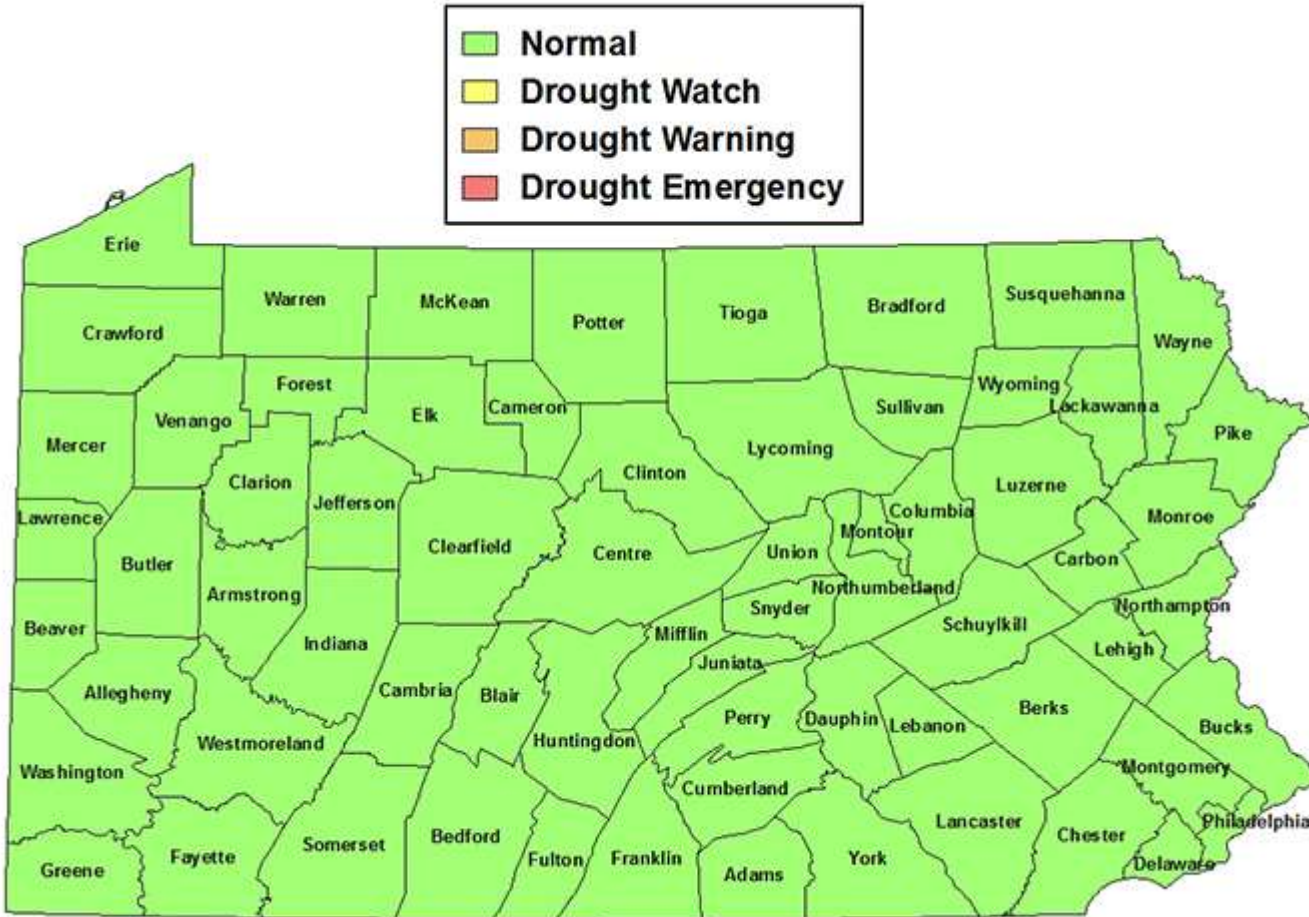 Normal
Drought Watch
Drought Warning
Drought Emergency
Erie
Warren
McKean
Potter
Tioga
Bradford
Susquehanna
Wayne
Crawford
Forest
Elk
Cameron
Sullivan
Wyoming
Lackawanna
Pike
Mercer
Venango
Clarion
Jefferson
Clinton
Lycoming
Columbia
Luzerne
Monroe
Lawrence
Butler
Armstrong
Clearfield
Centre
Union
Montour
Northumberland
Carbon
Northampton
Beaver
Indiana
Mifflin
Snyder
Juniata
Schuylkill
Lehigh
Allegheny
Cambria
Blair
Huntingdon
Perry
Dauphin
Lebanon
Berks
Bucks
Washington
Westmoreland
Cumberland
Montgomery
Greene
Fayette
Somerset
Bedford
Fulton
Franklin
Adams
York
Lancaster
Chester
Delaware
Philadelphia